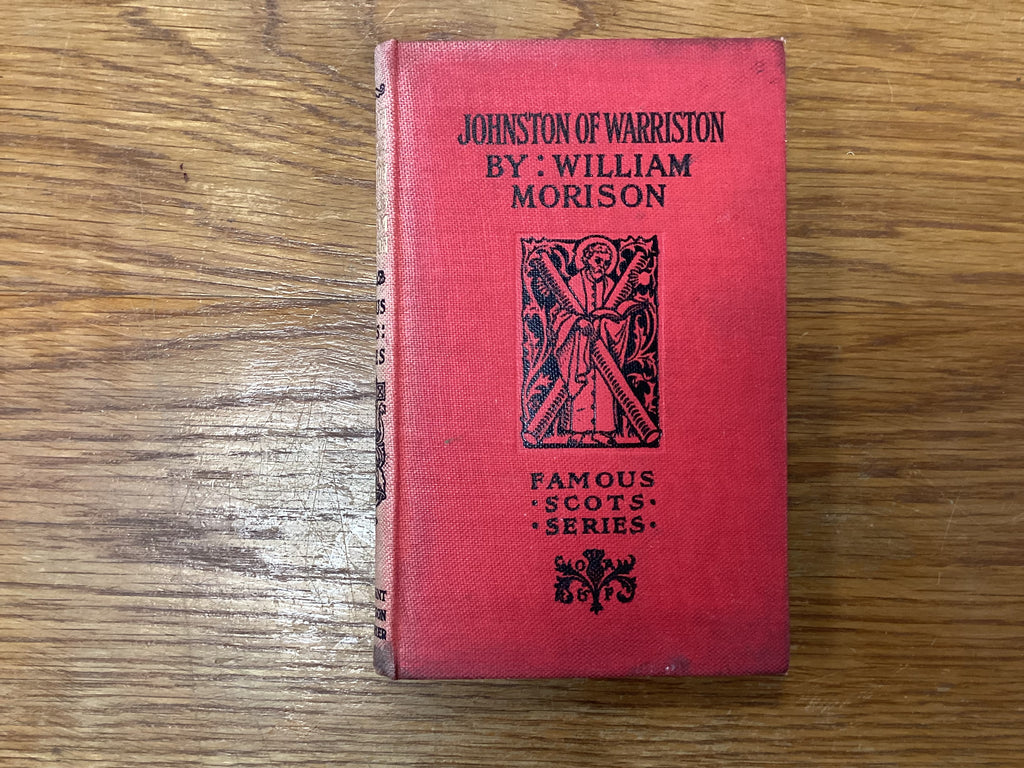 JOHNSTON OF WARRISTON
BY : WILLIAM
MORISON
FAMOUS
·SCOTS·
·SERIES·
O A
& F